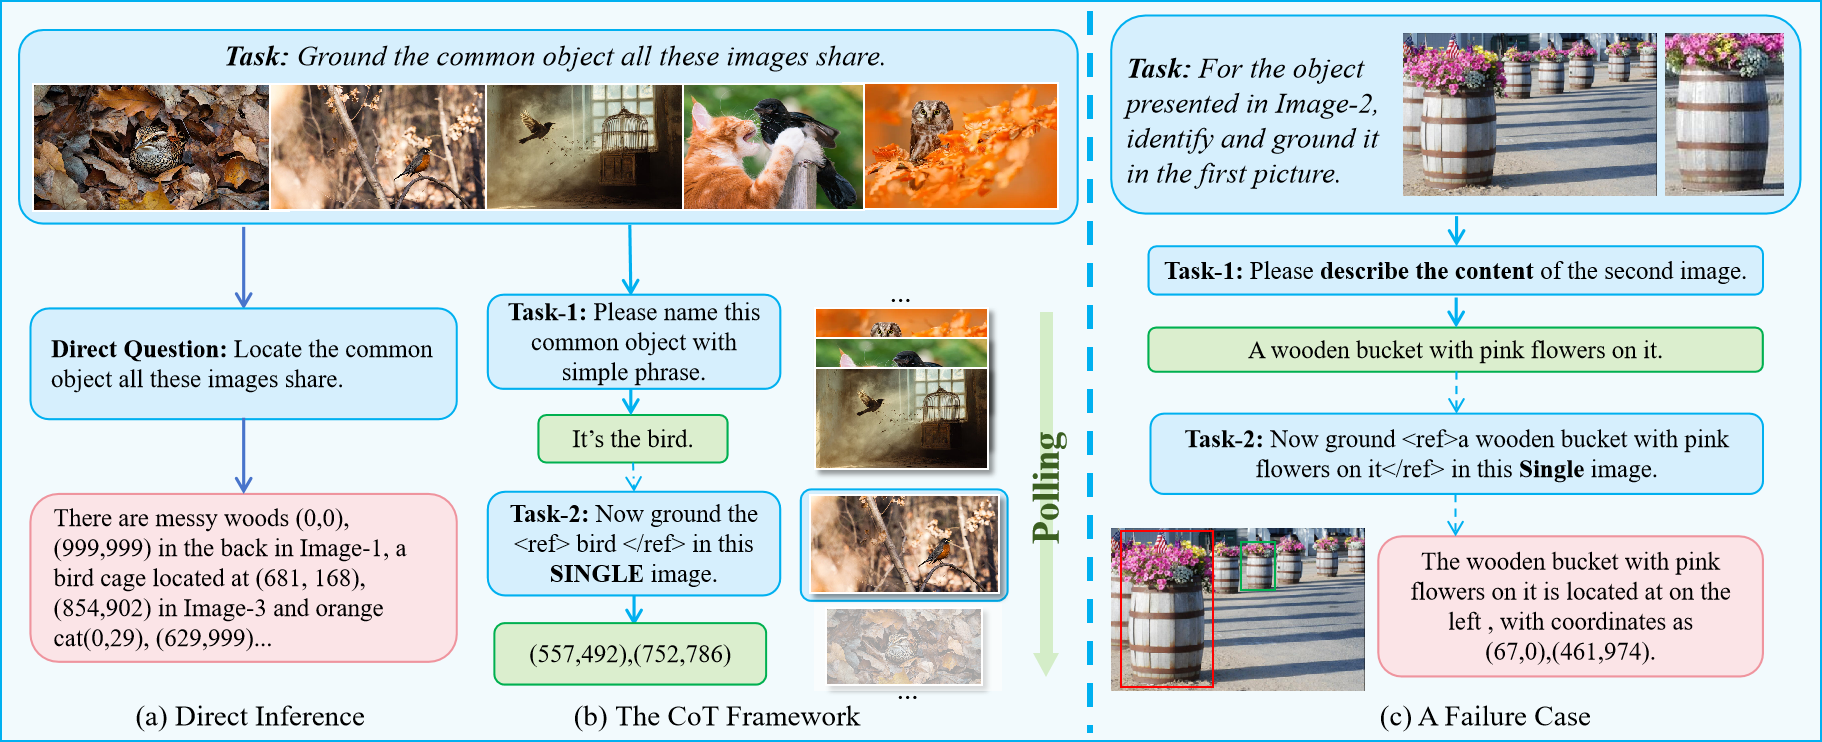 Task: Ground the common object all these images share.
Direct Question: Locate the common
object all these images share.
There are messy woods (0,0),
(999,999) in the back in Image-1, a
bird cage located at (681, 168),
(854,902) in Image-3 and orange
cat(0,29), (629,999)...
(a) Direct Inference
Task-1: Please name this
common object with
simple phrase.
It’s the bird.
Task-2: Now ground the
<ref> bird </ref> in this
SINGLE image.
(557,492),(752,786)
...
Polling
...
(b) The CoT Framework
Task: For the object
presented in Image-2,
identify and ground it
in the first picture.
Task-1: Please describe the content of the second image.
A wooden bucket with pink flowers on it.
Task-2: Now ground <ref>a wooden bucket with pink
flowers on it</ref> in this Single image.
The wooden bucket with pink
flowers on it is located at on the
left , with coordinates as
(67,0),(461,974).
(c) A Failure Case